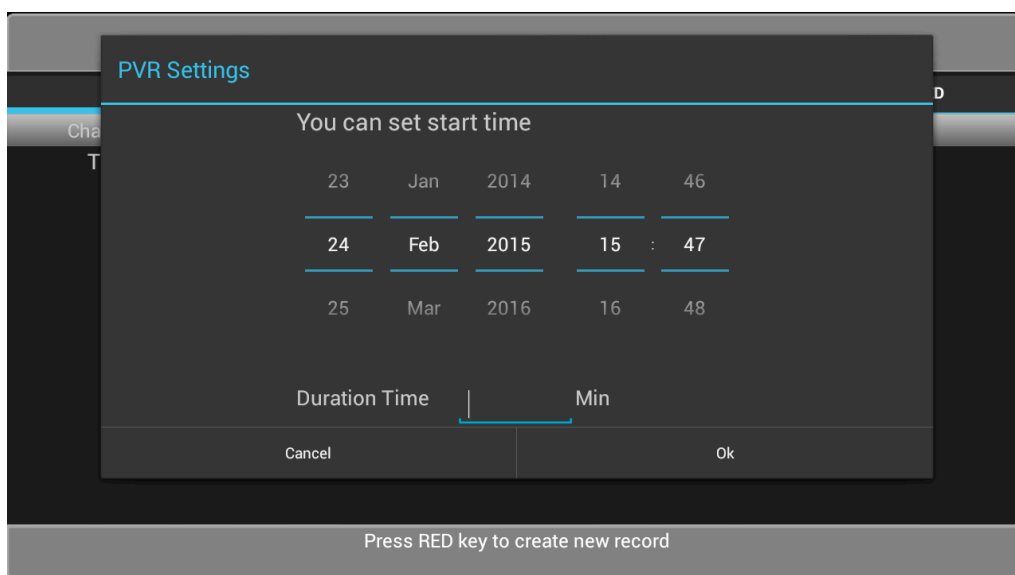 PVR Settings
D
Cha
You can set start time
T
23 Jan 2014 14 46
24 Feb 2015 15 : 47
25 Mar 2016 16 48
Duration Time Min
Cancel Ok
Press RED key to create new record